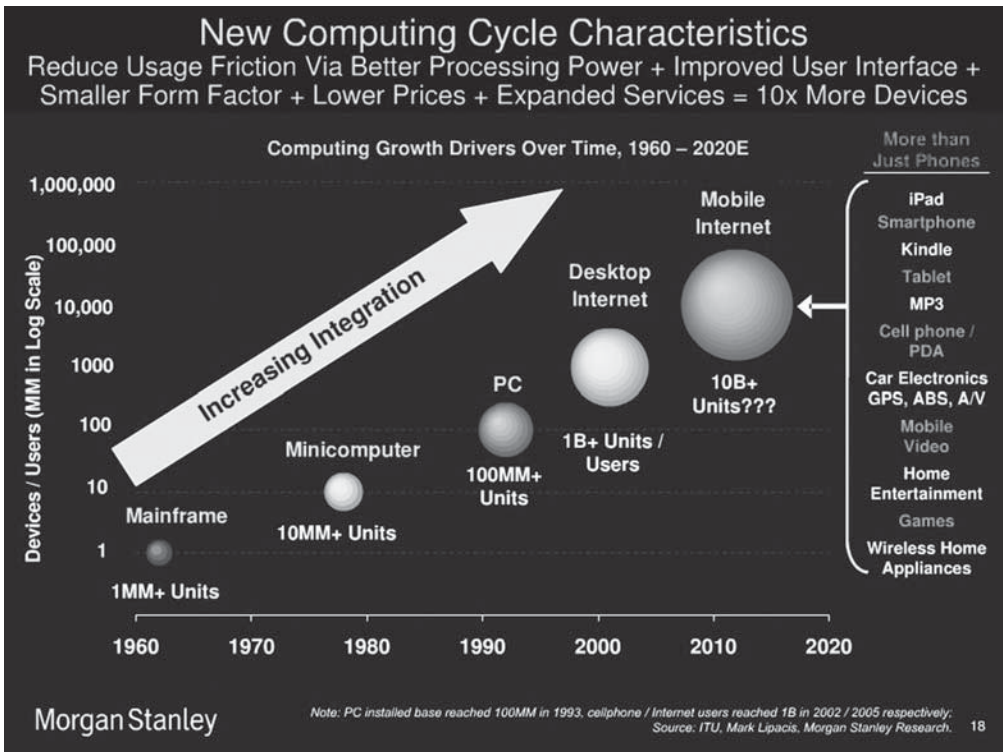 New Computing Cycle Characteristics
Reduce Usage Friction Via Better Processing Power + Improved User Interface +
Smaller Form Factor + Lower Prices + Expanded Services = 10x More Devices
Computing Growth Drivers Over Time, 1960 – 2020E
More than
Just Phones
Devices / Users (MM in Log Scale)
1,000,000
100,000
10,000
1000
100
10
1
Increasing Integration
Mainframe
1MM+ Units
Minicomputer
10MM+ Units
PC
100MM+
Units
Desktop
Internet
1B+ Units /
Users
Mobile
Internet
10B+
Units???
iPad
Smartphone
Kindle
Tablet
MP3
Cell phone /
PDA
Car Electronics
GPS, ABS, A/V
Mobile
Video
Home
Entertainment
Games
Wireless Home
Appliances
1960
1970
1980
1990
2000
2010
2020
Morgan Stanley
Note: PC installed base reached 100MM in 1993, cellphone / Internet users reached 1B in 2002 / 2005 respectively;
Source: ITU, Mark Lipacis, Morgan Stanley Research.
18